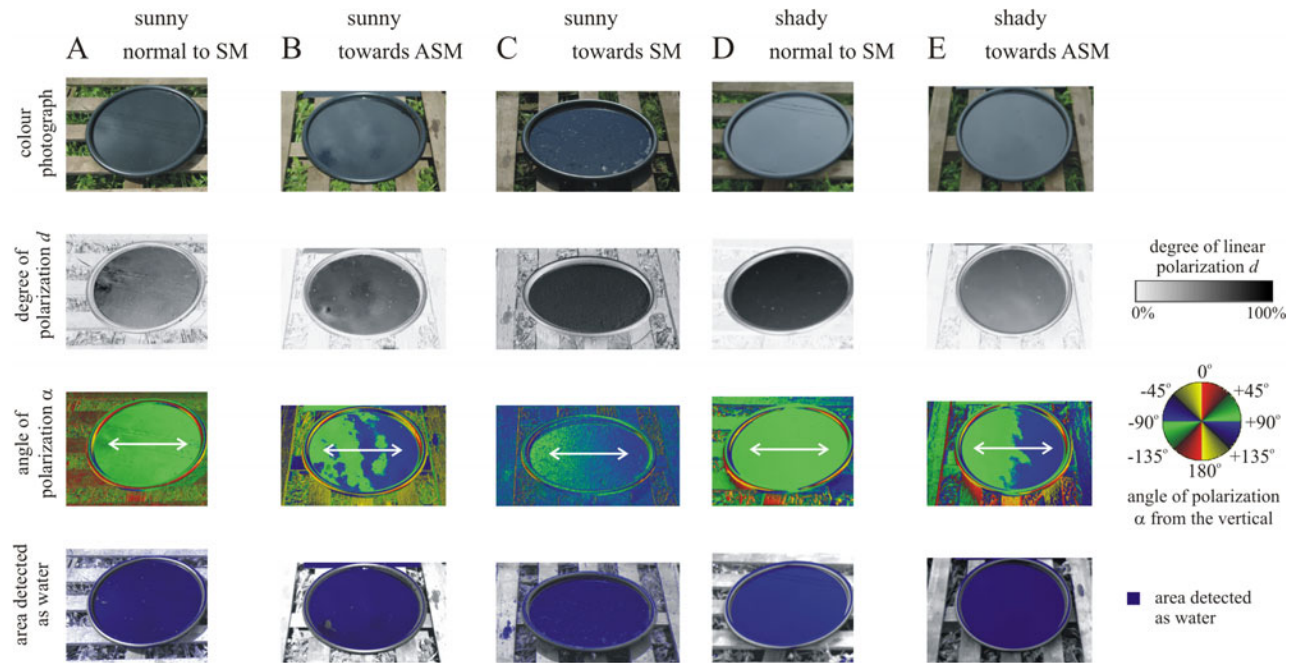 sunny
A normal to SM
sunny
B towards ASM
sunny
C towards SM
shady
D normal to SM
shady
E towards ASM
colour
photograph
degree of
polarization d
degree of linear
polarization d
0% 100%
angle of
polarization α
0°
-45° +45°
-90° +90°
-135° +135°
180°
angle of polarization
α from the vertical
area detected
as water
area detected
as water